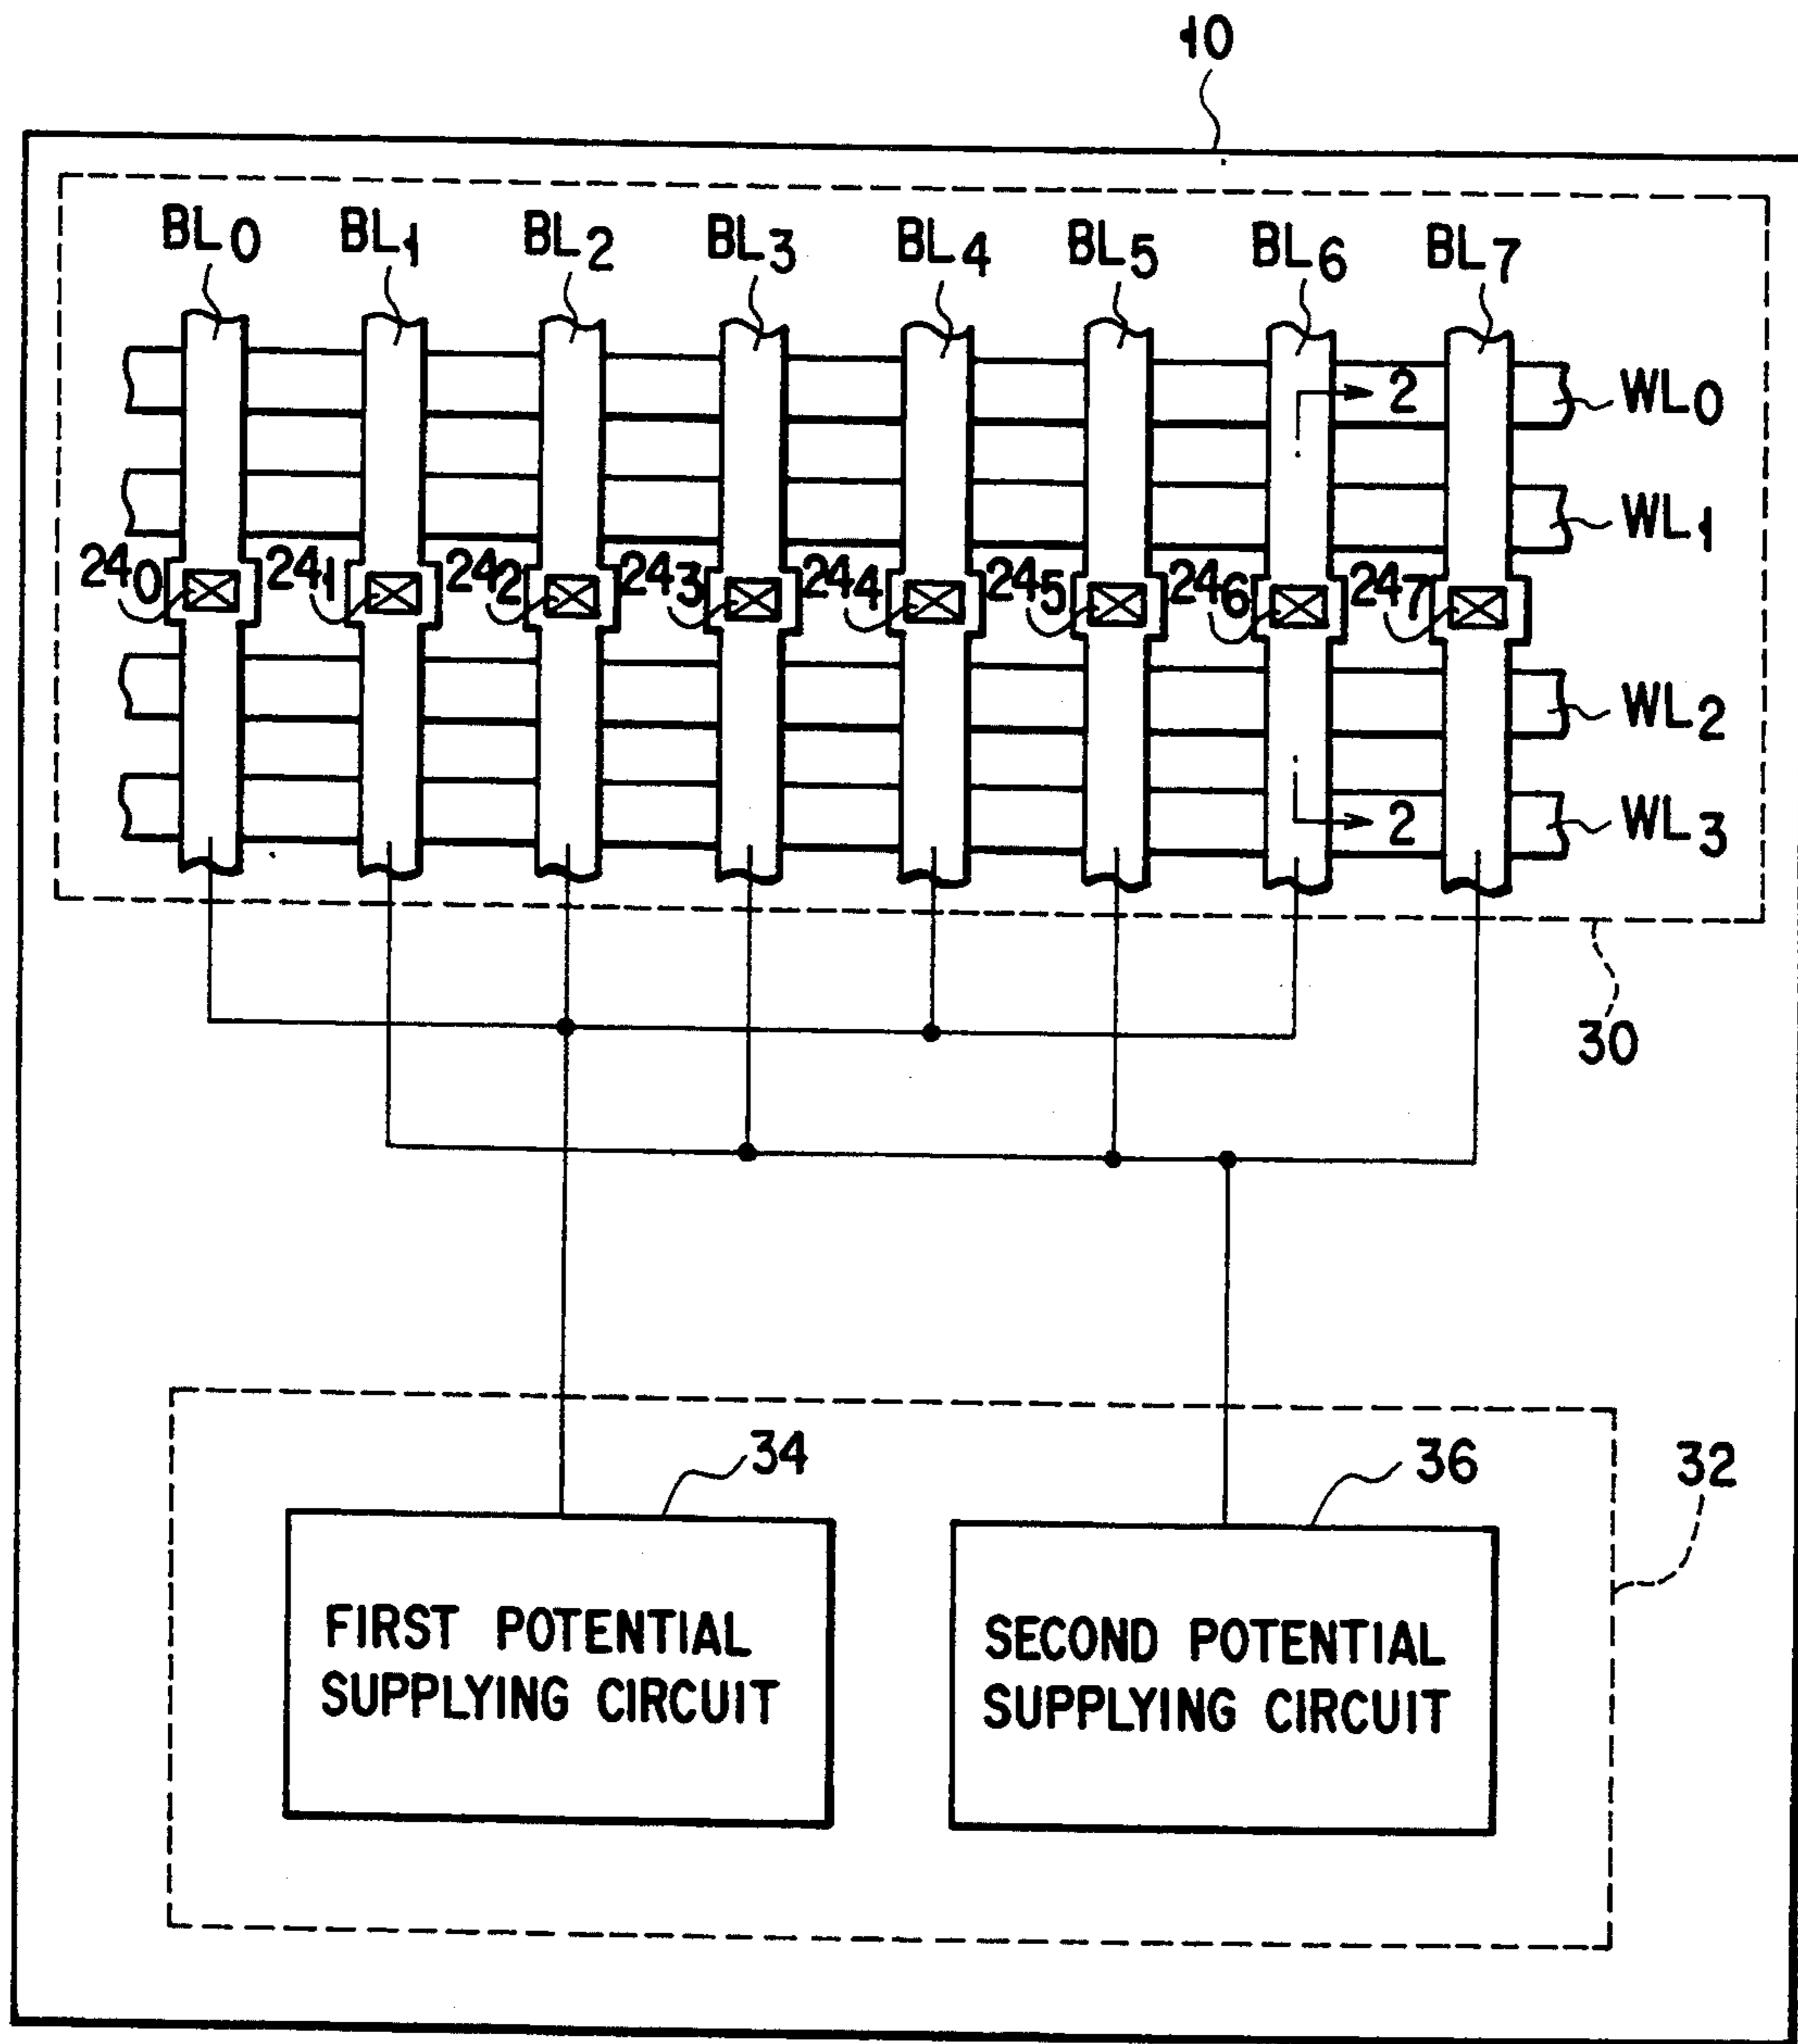 10
BL0 BL1 BL2 BL3 BL4 BL5 BL6 BL7
2 WL0
WL1
240 241 242 243 244 245 246 247
WL2
2 WL3
30
34 36 32
FIRST POTENTIAL
SUPPLYING CIRCUIT
SECOND POTENTIAL
SUPPLYING CIRCUIT